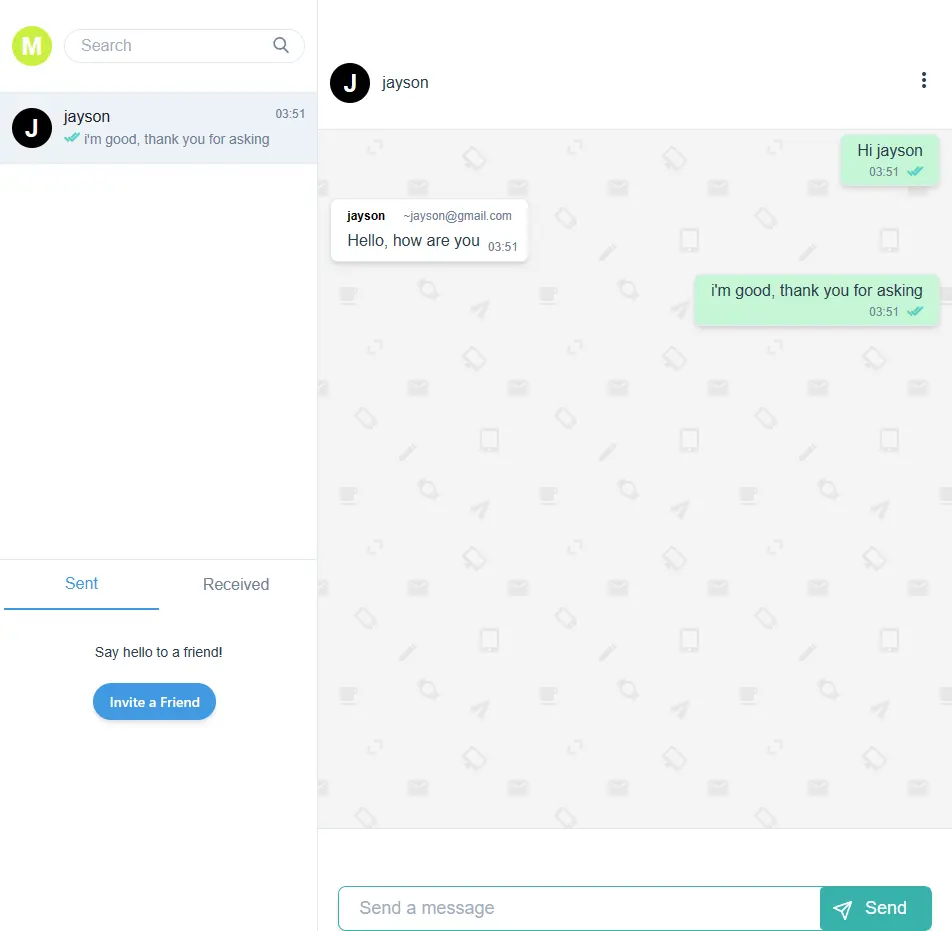 M
Search
J
jayson
03:51
i'm good, thank you for asking
Sent
Received
Say hello to a friend!
Invite a Friend
J
jayson
Hi jayson
03:51
jayson ~jayson@gmail.com
Hello, how are you 03:51
i'm good, thank you for asking
03:51
Send a message
Send